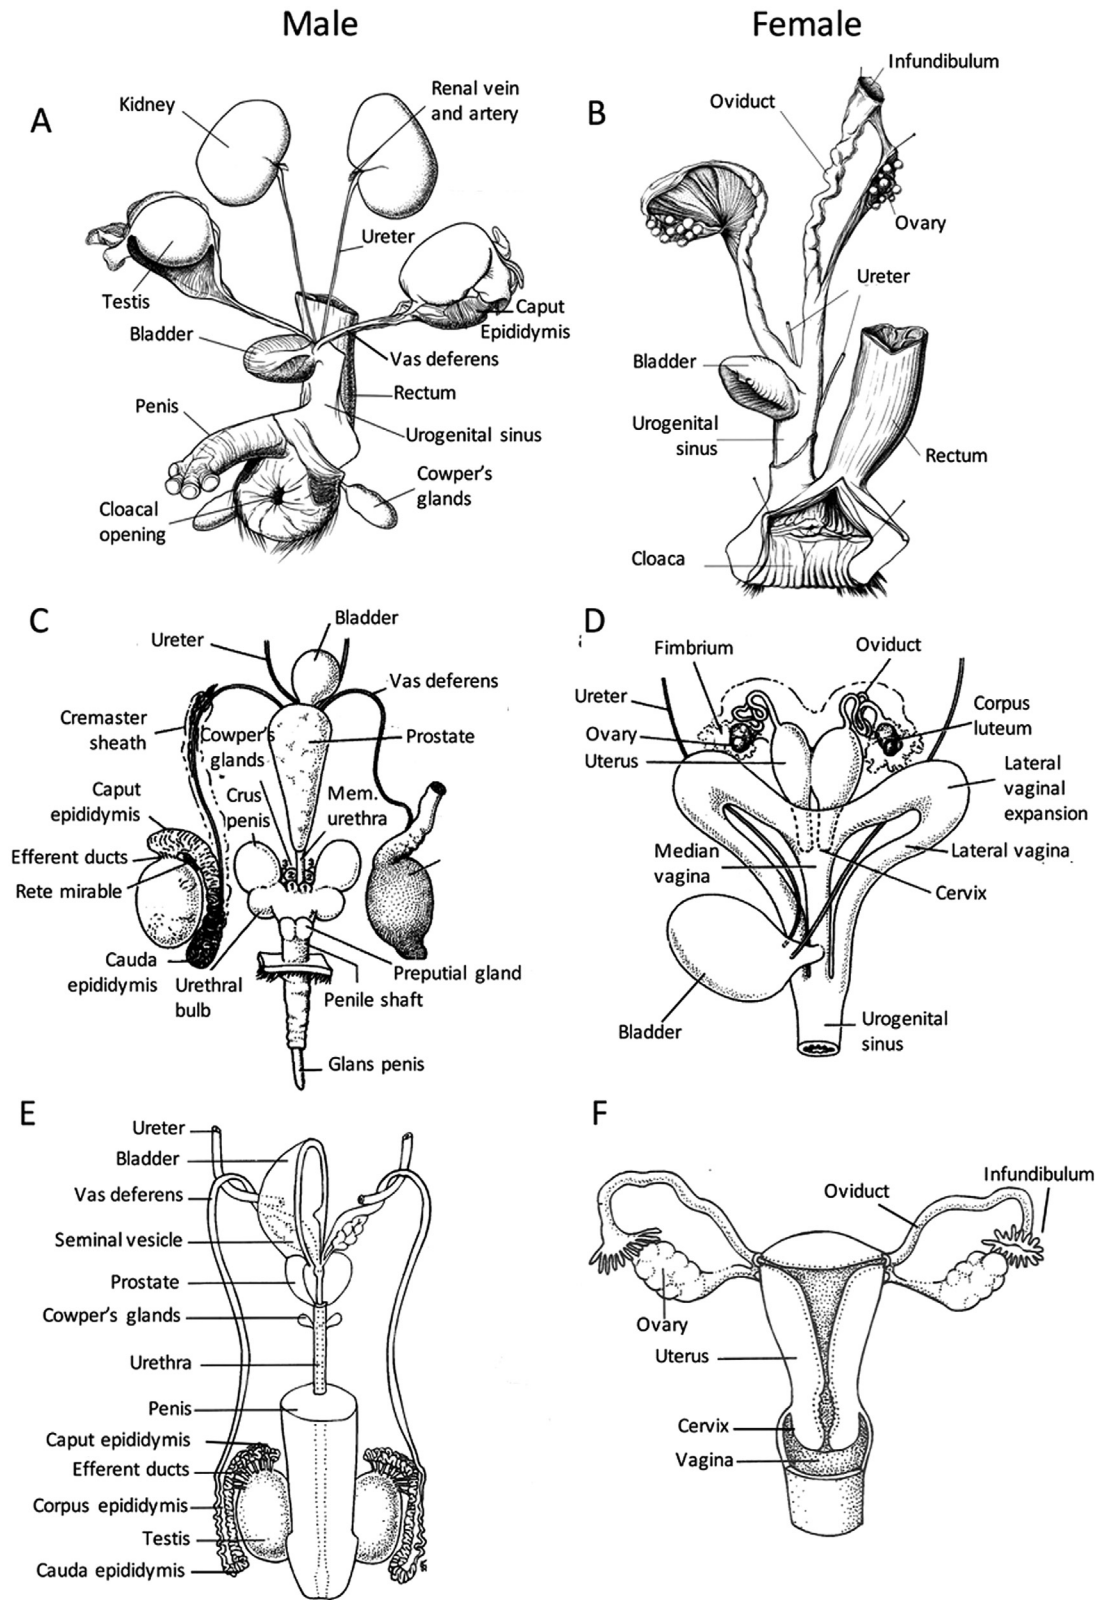 Male
Female
A
Kidney
Renal vein
and artery
Ureter
Testis
Caput
Epididymis
Bladder
Vas deferens
Rectum
Penis
Urogenital sinus
Cowper's
glands
Cloacal
opening
B
Infundibulum
Oviduct
Ovary
Ureter
Bladder
Urogenital
sinus
Rectum
Cloaca
C
Bladder
Ureter
Vas deferens
Cremaster
sheath
Cowper's
glands
Prostate
Caput
epididymis
Crus
penis
Mem.
urethra
Efferent ducts
Rete mirable
Cauda
epididymis
Urethral
bulb
Preputial gland
Penile shaft
Glans penis
D
Fimbrium
Oviduct
Ureter
Corpus
luteum
Ovary
Uterus
Lateral
vaginal
expansion
Median
vagina
Lateral vagina
Cervix
Bladder
Urogenital
sinus
E
Ureter
Bladder
Vas deferens
Seminal vesicle
Prostate
Cowper's glands
Urethra
Penis
Caput epididymis
Efferent ducts
Corpus epididymis
Testis
Cauda epididymis
F
Infundibulum
Oviduct
Ovary
Uterus
Cervix
Vagina